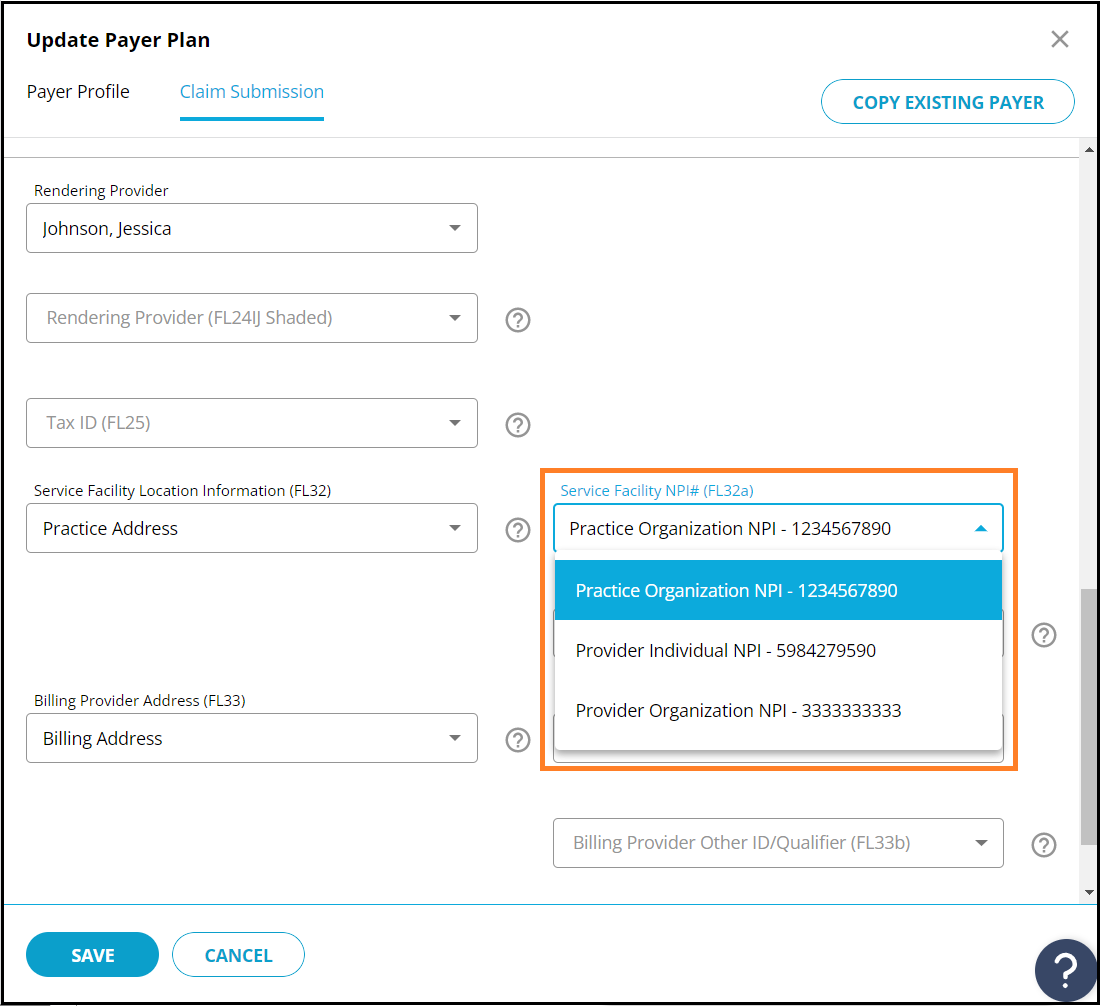 Update Payer Plan
Payer Profile
Claim Submission
COPY EXISTING PAYER
Rendering Provider
Johnson, Jessica
Rendering Provider (FL24IJ Shaded)
?
Tax ID (FL25)
?
Service Facility Location Information (FL32)
Practice Address
?
Service Facility NPI# (FL32a)
Practice Organization NPI - 1234567890
Practice Organization NPI - 1234567890
Provider Individual NPI - 5984279590
Provider Organization NPI - 3333333333
?
Billing Provider Address (FL33)
Billing Address
?
Billing Provider Other ID/Qualifier (FL33b)
?
SAVE
CANCEL
?